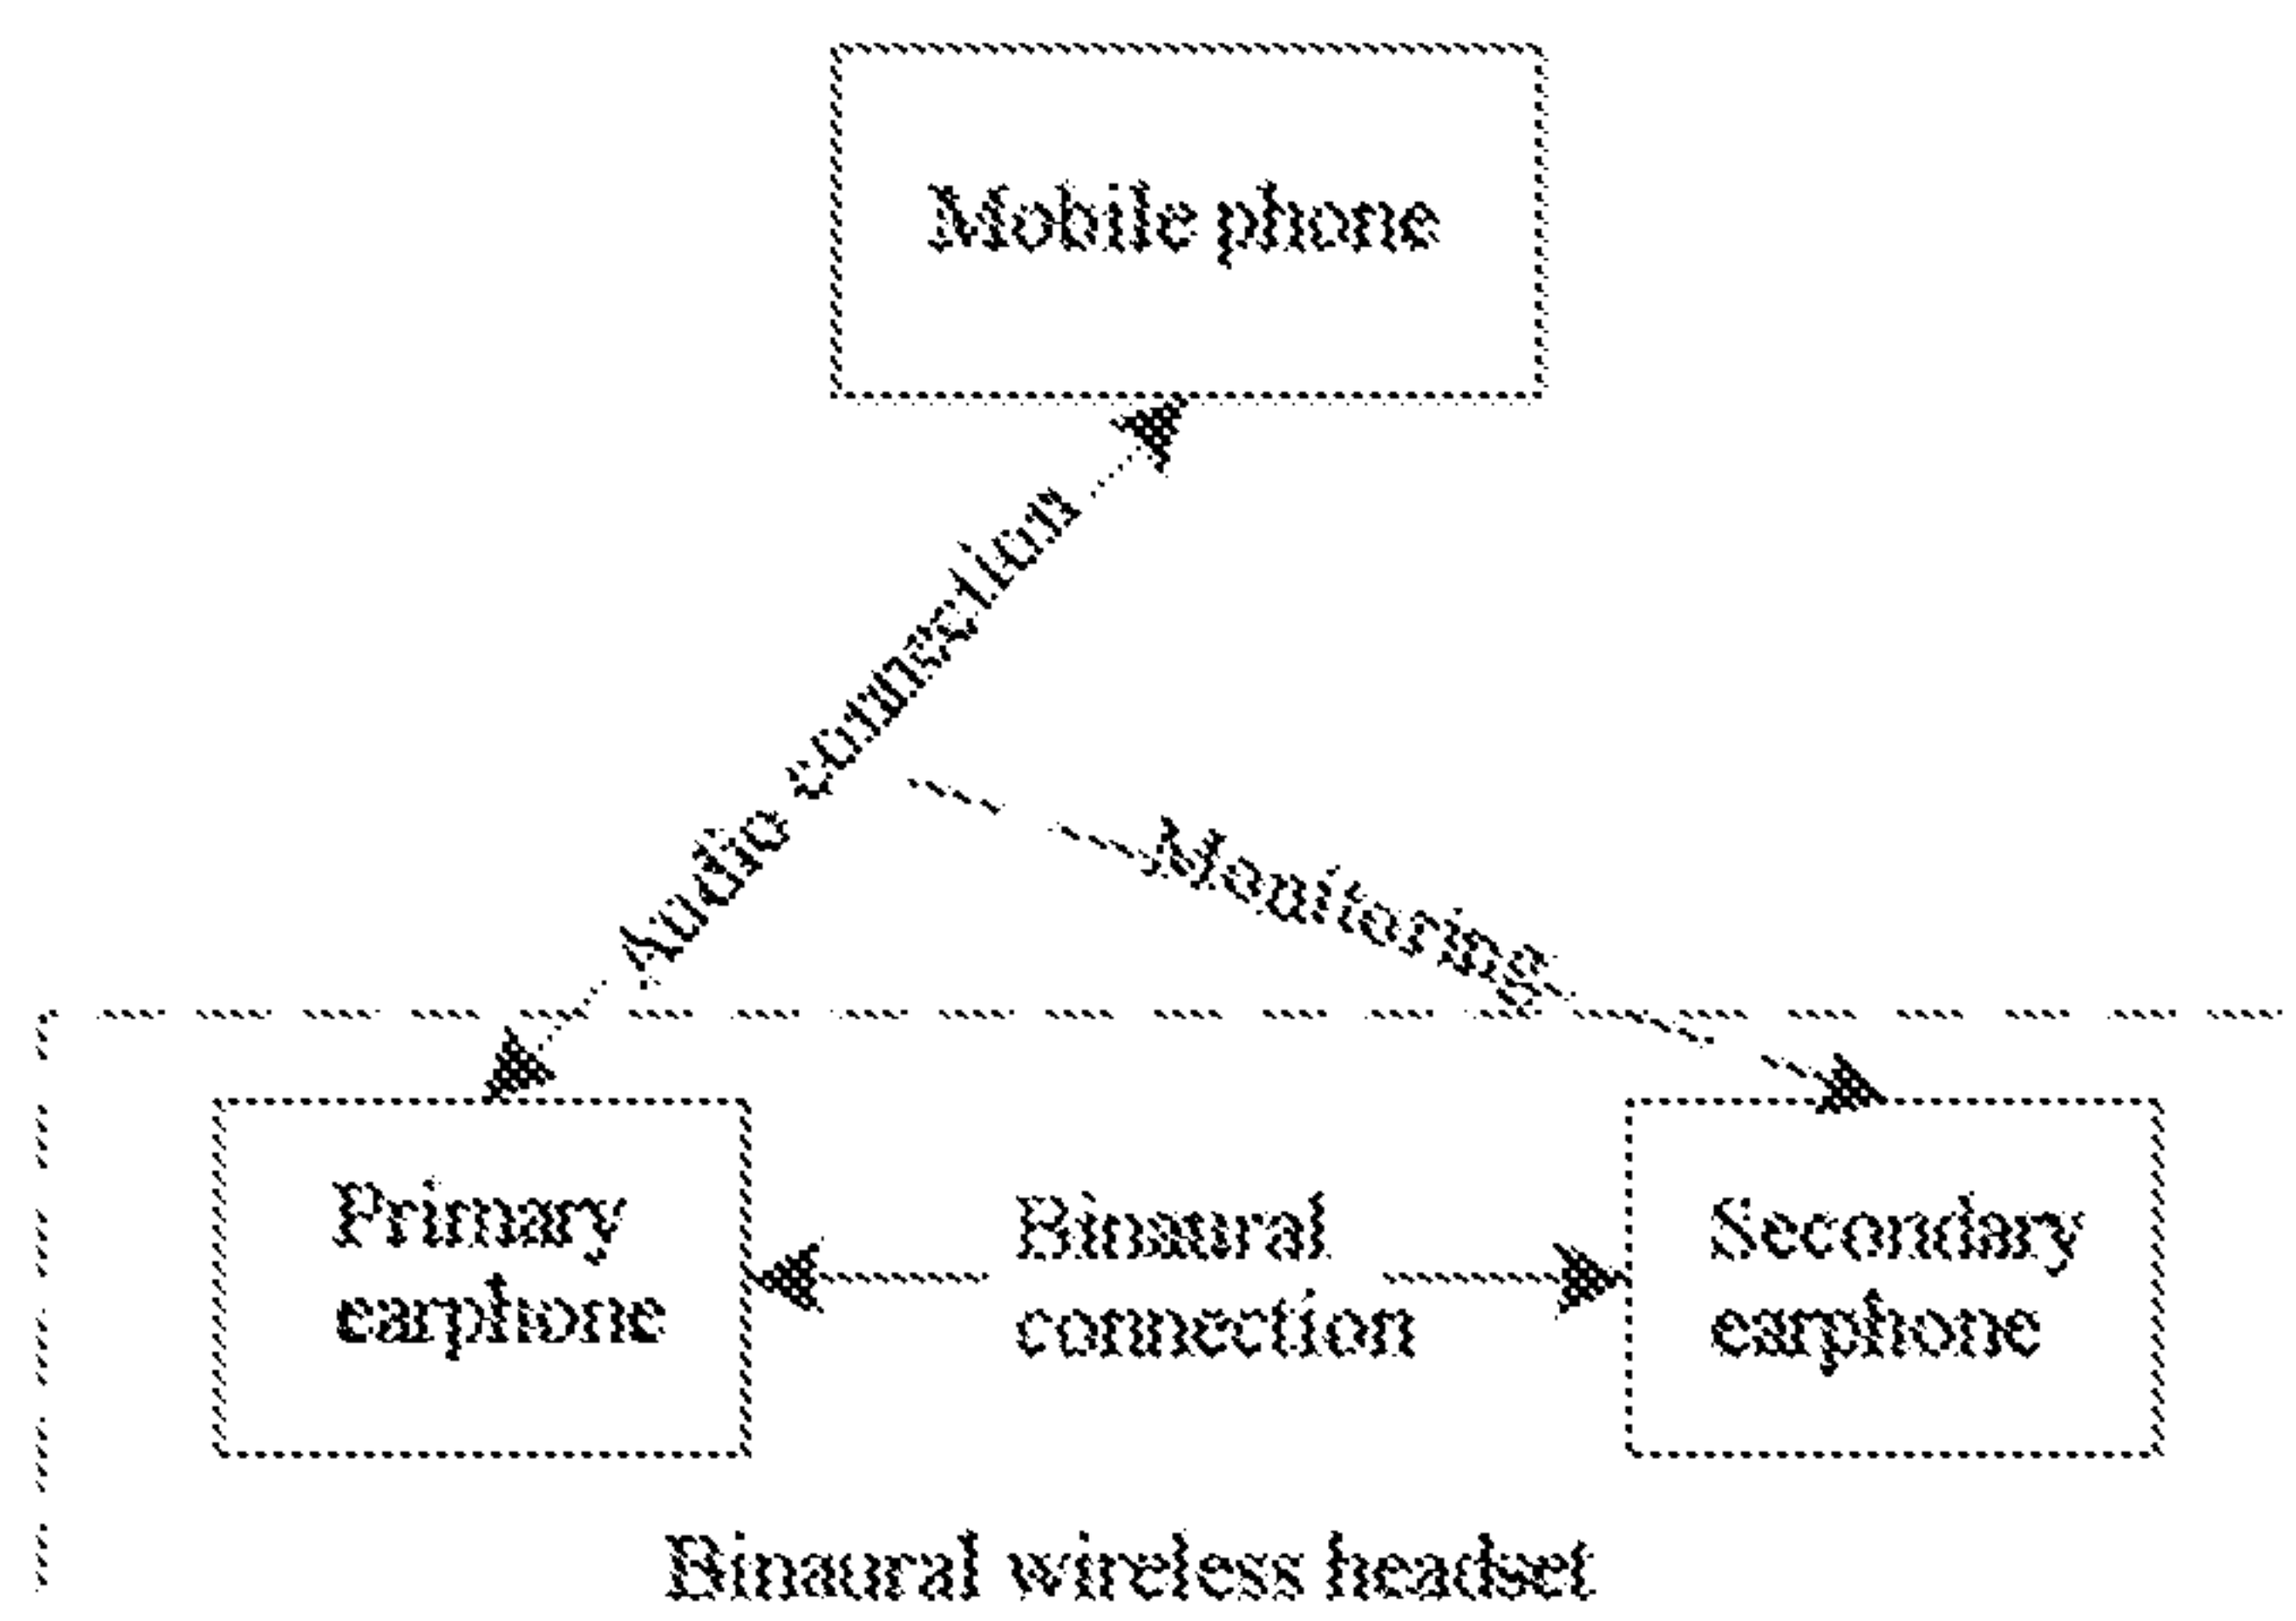 Mobile phone
Audio connection
Monitoring
Primary
earphone
Binaural
connection
Secondary
earphone
Binaural wireless headset